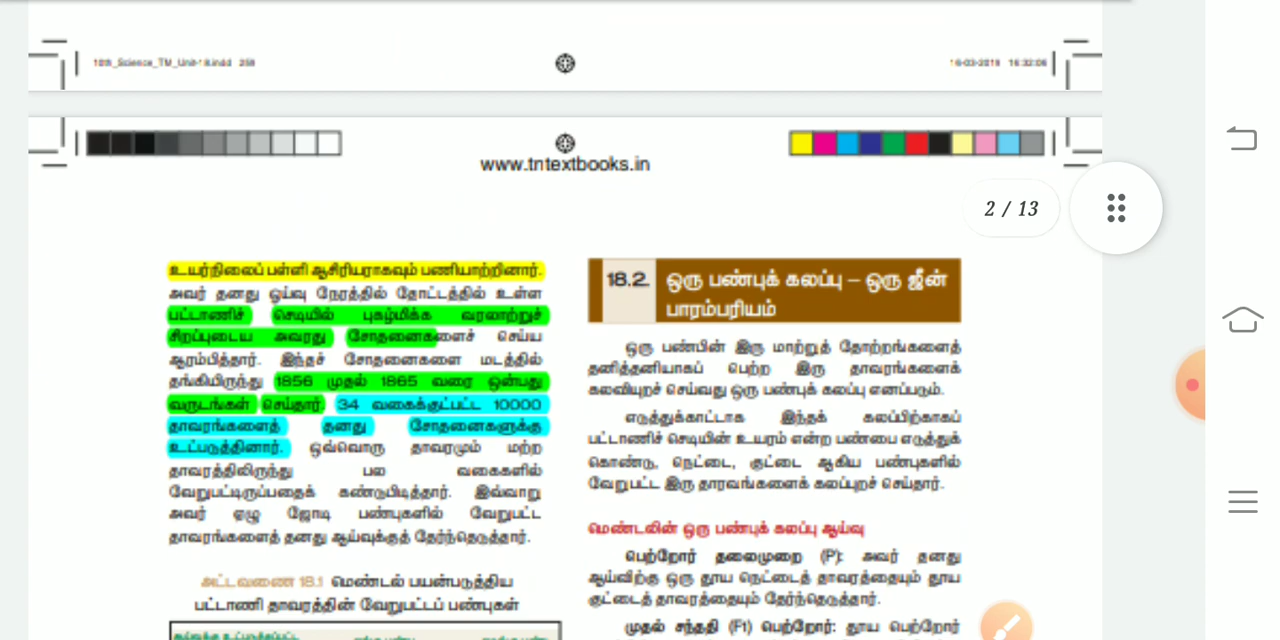 10th_Science_TM_Unit-18.indd 259
16-03-2019 16:32:06
www.tntextbooks.in
2 / 13
உயர்நிலைப் பள்ளி ஆசிரியராகவும் பணியாற்றினார்.
அவர் தனது ஓய்வு நேரத்தில் தோட்டத்தில் உள்ள
பட்டாணிச் செடியில் புகழ்மிக்க வரலாற்றுச்
சிறப்புடைய அவரது சோதனைகளைச் செய்ய
ஆரம்பித்தார். இந்தச் சோதனைகளை மடத்தில்
தங்கியிருந்து 1856 முதல் 1865 வரை ஒன்பது
வருடங்கள் செய்தார். 34 வகைக்குட்பட்ட 10000
தாவரங்களைத் தனது சோதனைகளுக்கு
உட்படுத்தினார். ஒவ்வொரு தாவரமும் மற்ற
தாவரத்திலிருந்து பல வகைகளில்
வேறுபட்டிருப்பதைக் கண்டுபிடித்தார். இவ்வாறு
அவர் ஏழு ஜோடி பண்புகளில் வேறுபட்ட
தாவரங்களைத் தனது ஆய்வுக்குத் தேர்ந்தெடுத்தார்.
அட்டவணை 18.1 மெண்டல் பயன்படுத்திய
பட்டாணி தாவரத்தின் வேறுபட்டப் பண்புகள்
18.2. ஒரு பண்புக் கலப்பு – ஒரு ஜீன்
பாரம்பரியம்
ஒரு பண்பின் இரு மாற்றுத் தோற்றங்களைத்
தனித்தனியாகப் பெற்ற இரு தாவரங்களைக்
கலவியுறச் செய்வது ஒரு பண்புக் கலப்பு எனப்படும்.
எடுத்துக்காட்டாக இந்தக் கலப்பிற்காகப்
பட்டாணிச் செடியின் உயரம் என்ற பண்பை எடுத்துக்
கொண்டு, நெட்டை, குட்டை ஆகிய பண்புகளில்
வேறுபட்ட இரு தாரவங்களைக் கலப்புறச் செய்தார்.
மெண்டலின் ஒரு பண்புக் கலப்பு ஆய்வு
பெற்றோர் தலைமுறை (P): அவர் தனது
ஆய்விற்கு ஒரு தூய நெட்டைத் தாவரத்தையும் தூய
குட்டைத் தாவரத்தையும் தேர்ந்தெடுத்தார்.
முதல் சந்ததி (F1) பெற்றோர்: தூய பெற்றோர்